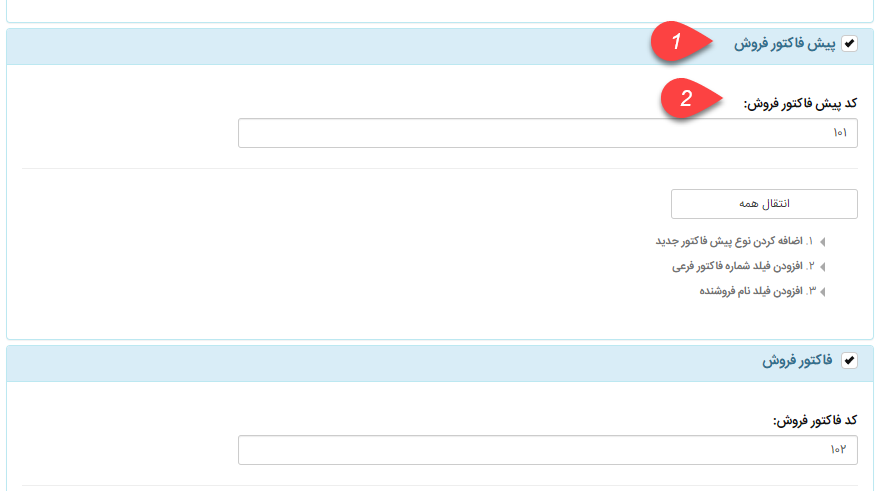 پیش فاکتور فروش
1
کد پیش فاکتور فروش:
2
۱۰۱
انتقال همه
۱. اضافه کردن نوع پیش فاکتور جدید
۲. افزودن فیلد شماره فاکتور فرعی
۳. افزودن فیلد نام فروشنده
فاکتور فروش
کد فاکتور فروش:
۱۰۲